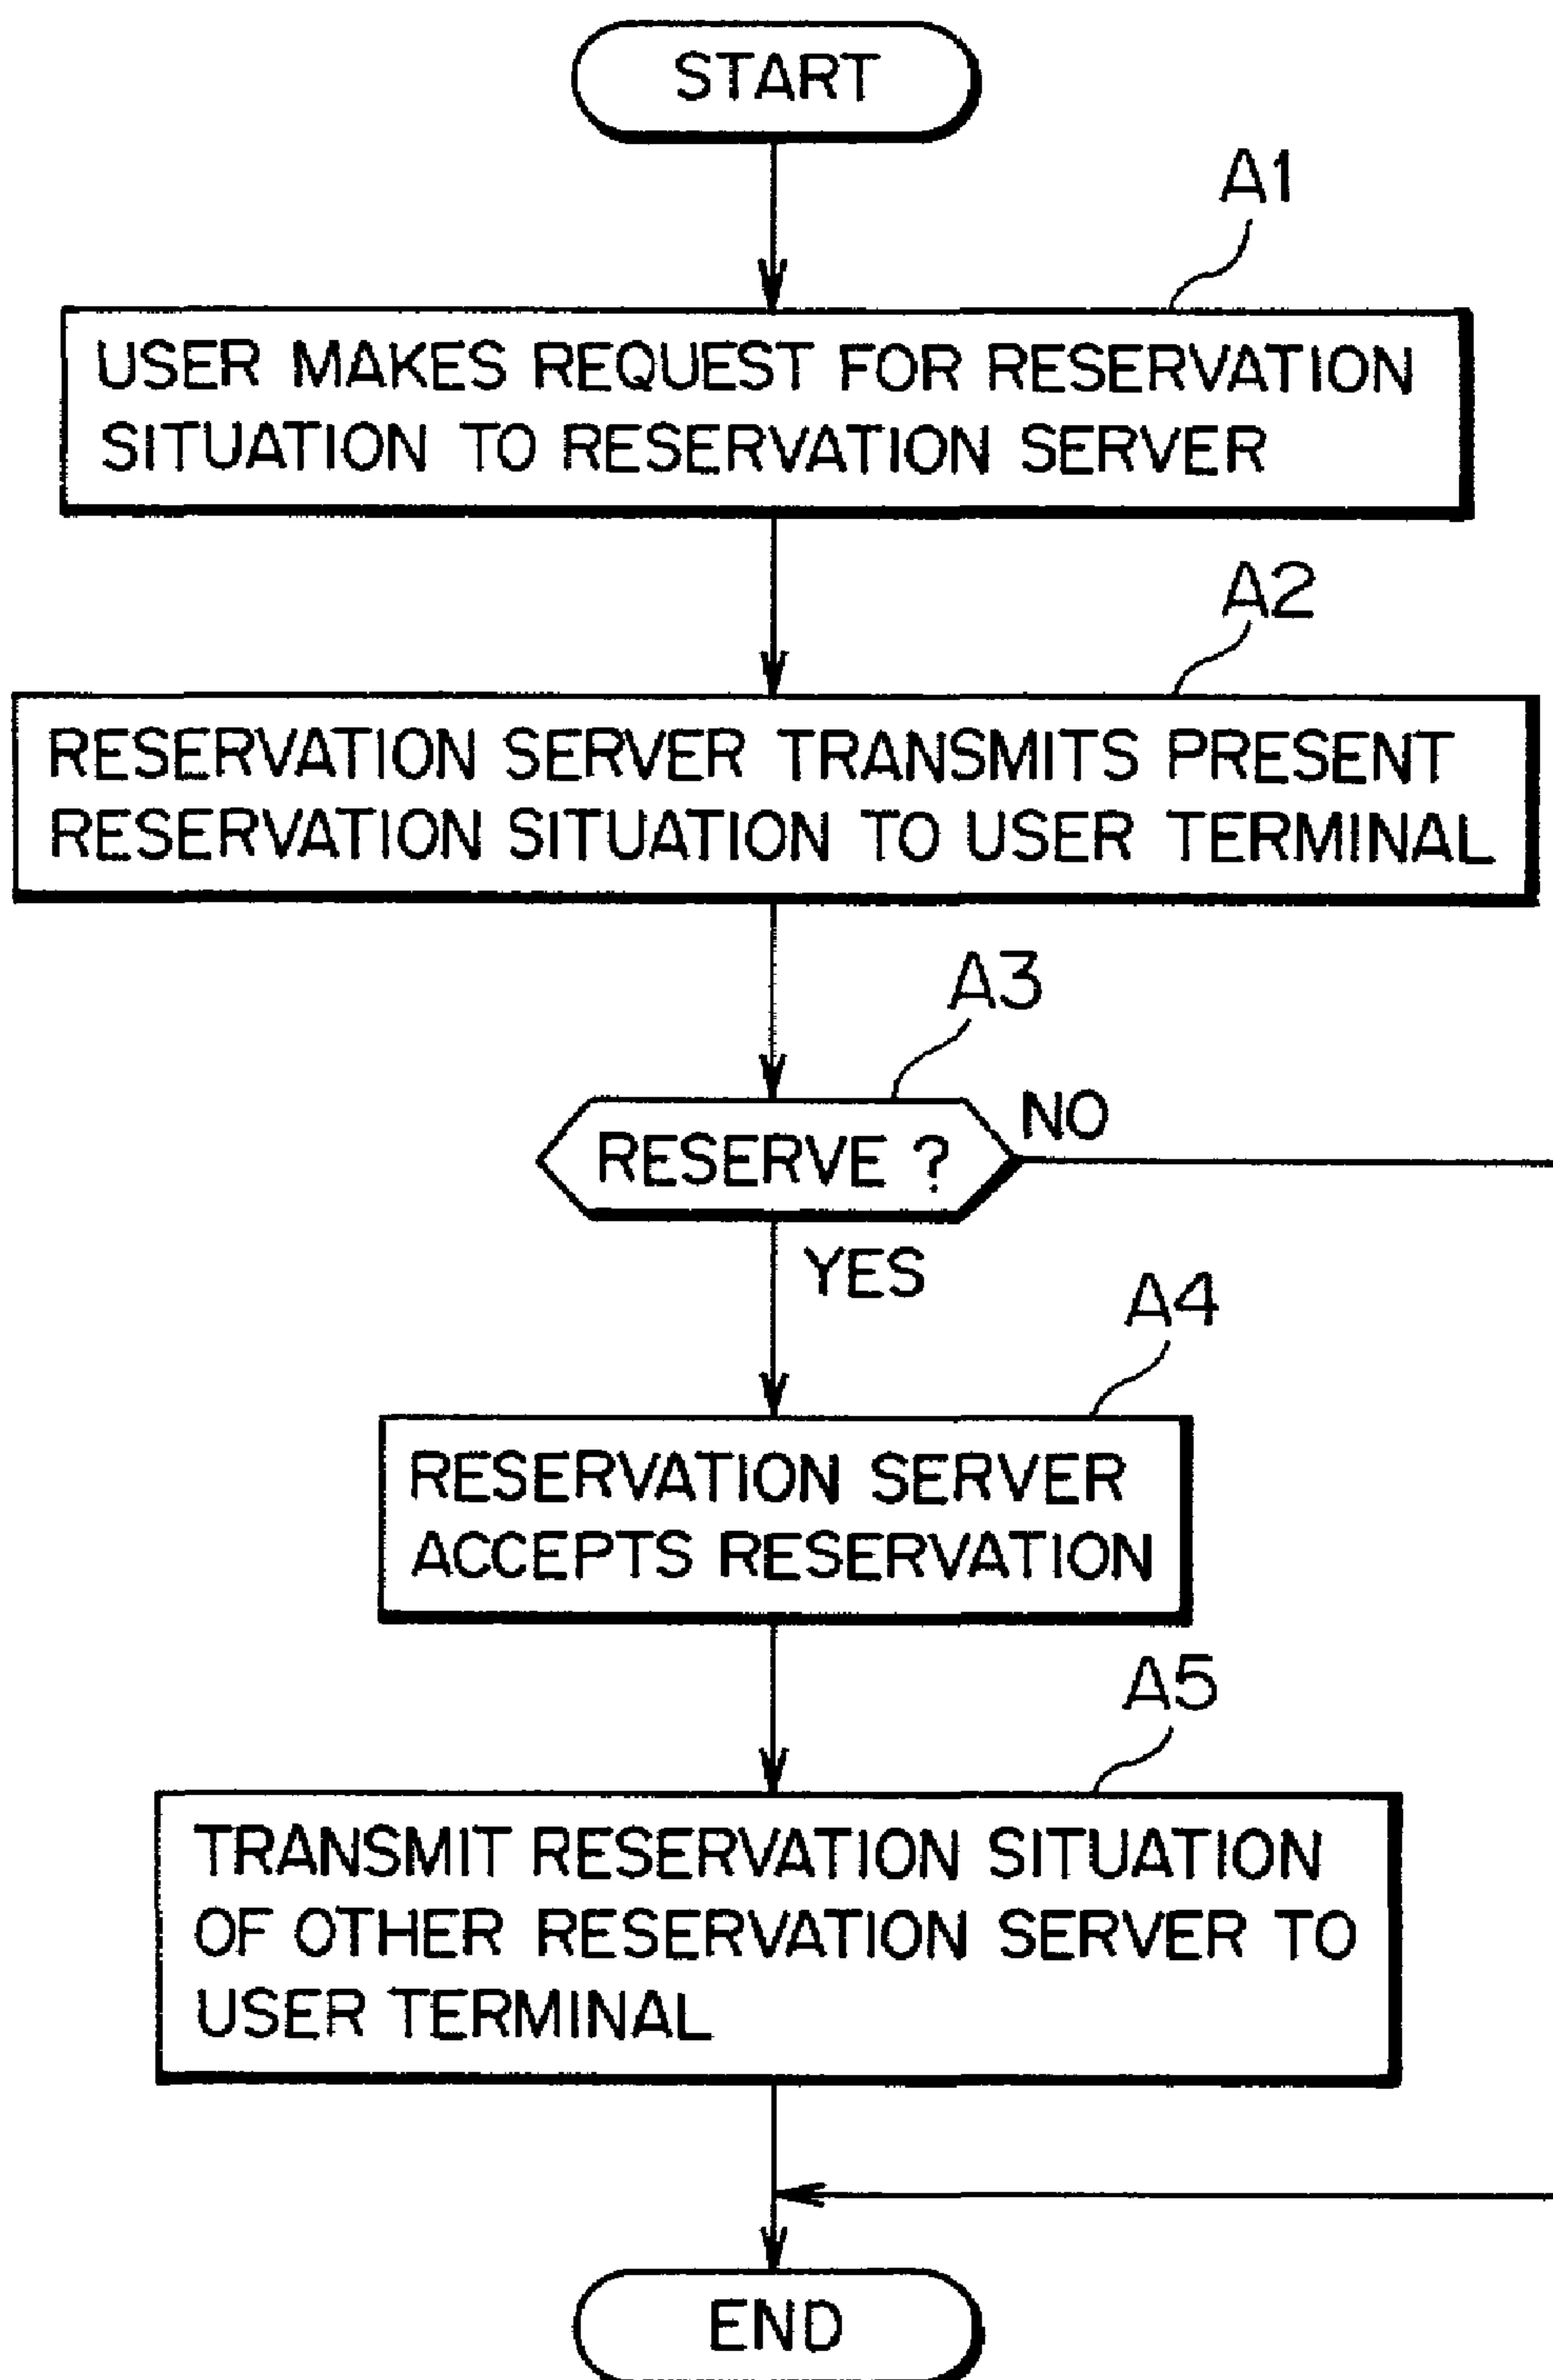 START
A1
USER MAKES REQUEST FOR RESERVATION
SITUATION TO RESERVATION SERVER
A2
RESERVATION SERVER TRANSMITS PRESENT
RESERVATION SITUATION TO USER TERMINAL
A3
RESERVE ?
NO
YES
A4
RESERVATION SERVER
ACCEPTS RESERVATION
A5
TRANSMIT RESERVATION SITUATION
OF OTHER RESERVATION SERVER TO
USER TERMINAL
END